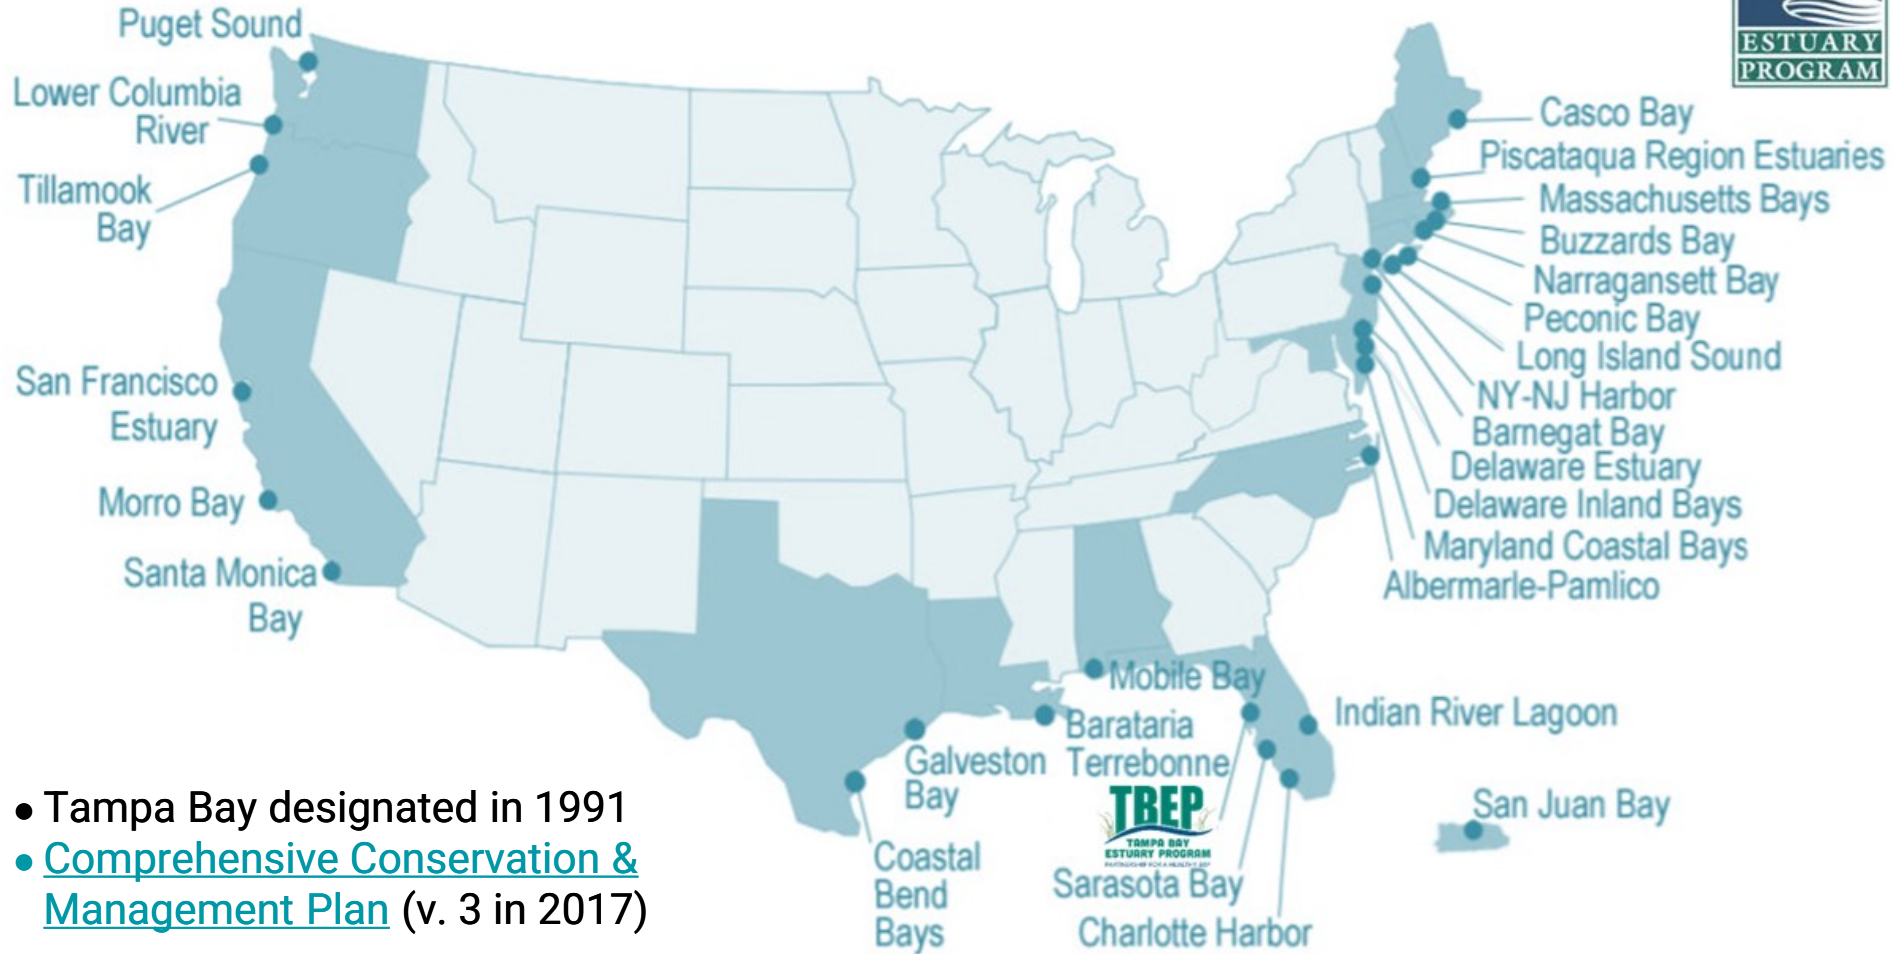 Puget Sound
Lower Columbia
River
Tillamook
Bay
San Francisco
Estuary
Morro Bay
Santa Monica
Bay
ESTUARY
PROGRAM
Casco Bay
Piscataqua Region Estuaries
Massachusetts Bays
Buzzards Bay
Narragansett Bay
Peconic Bay
Long Island Sound
NY-NJ Harbor
Barnegat Bay
Delaware Estuary
Delaware Inland Bays
Maryland Coastal Bays
Albermarle-Pamlico
Mobile Bay
Barataria
Terrebonne
Indian River Lagoon
Galveston
Bay
Coastal
Bend
Bays
TBEP
TAMPA BAY
ESTUARY PROGRAM
Sarasota Bay
Charlotte Harbor
San Juan Bay
• Tampa Bay designated in 1991
• Comprehensive Conservation &
Management Plan (v. 3 in 2017)